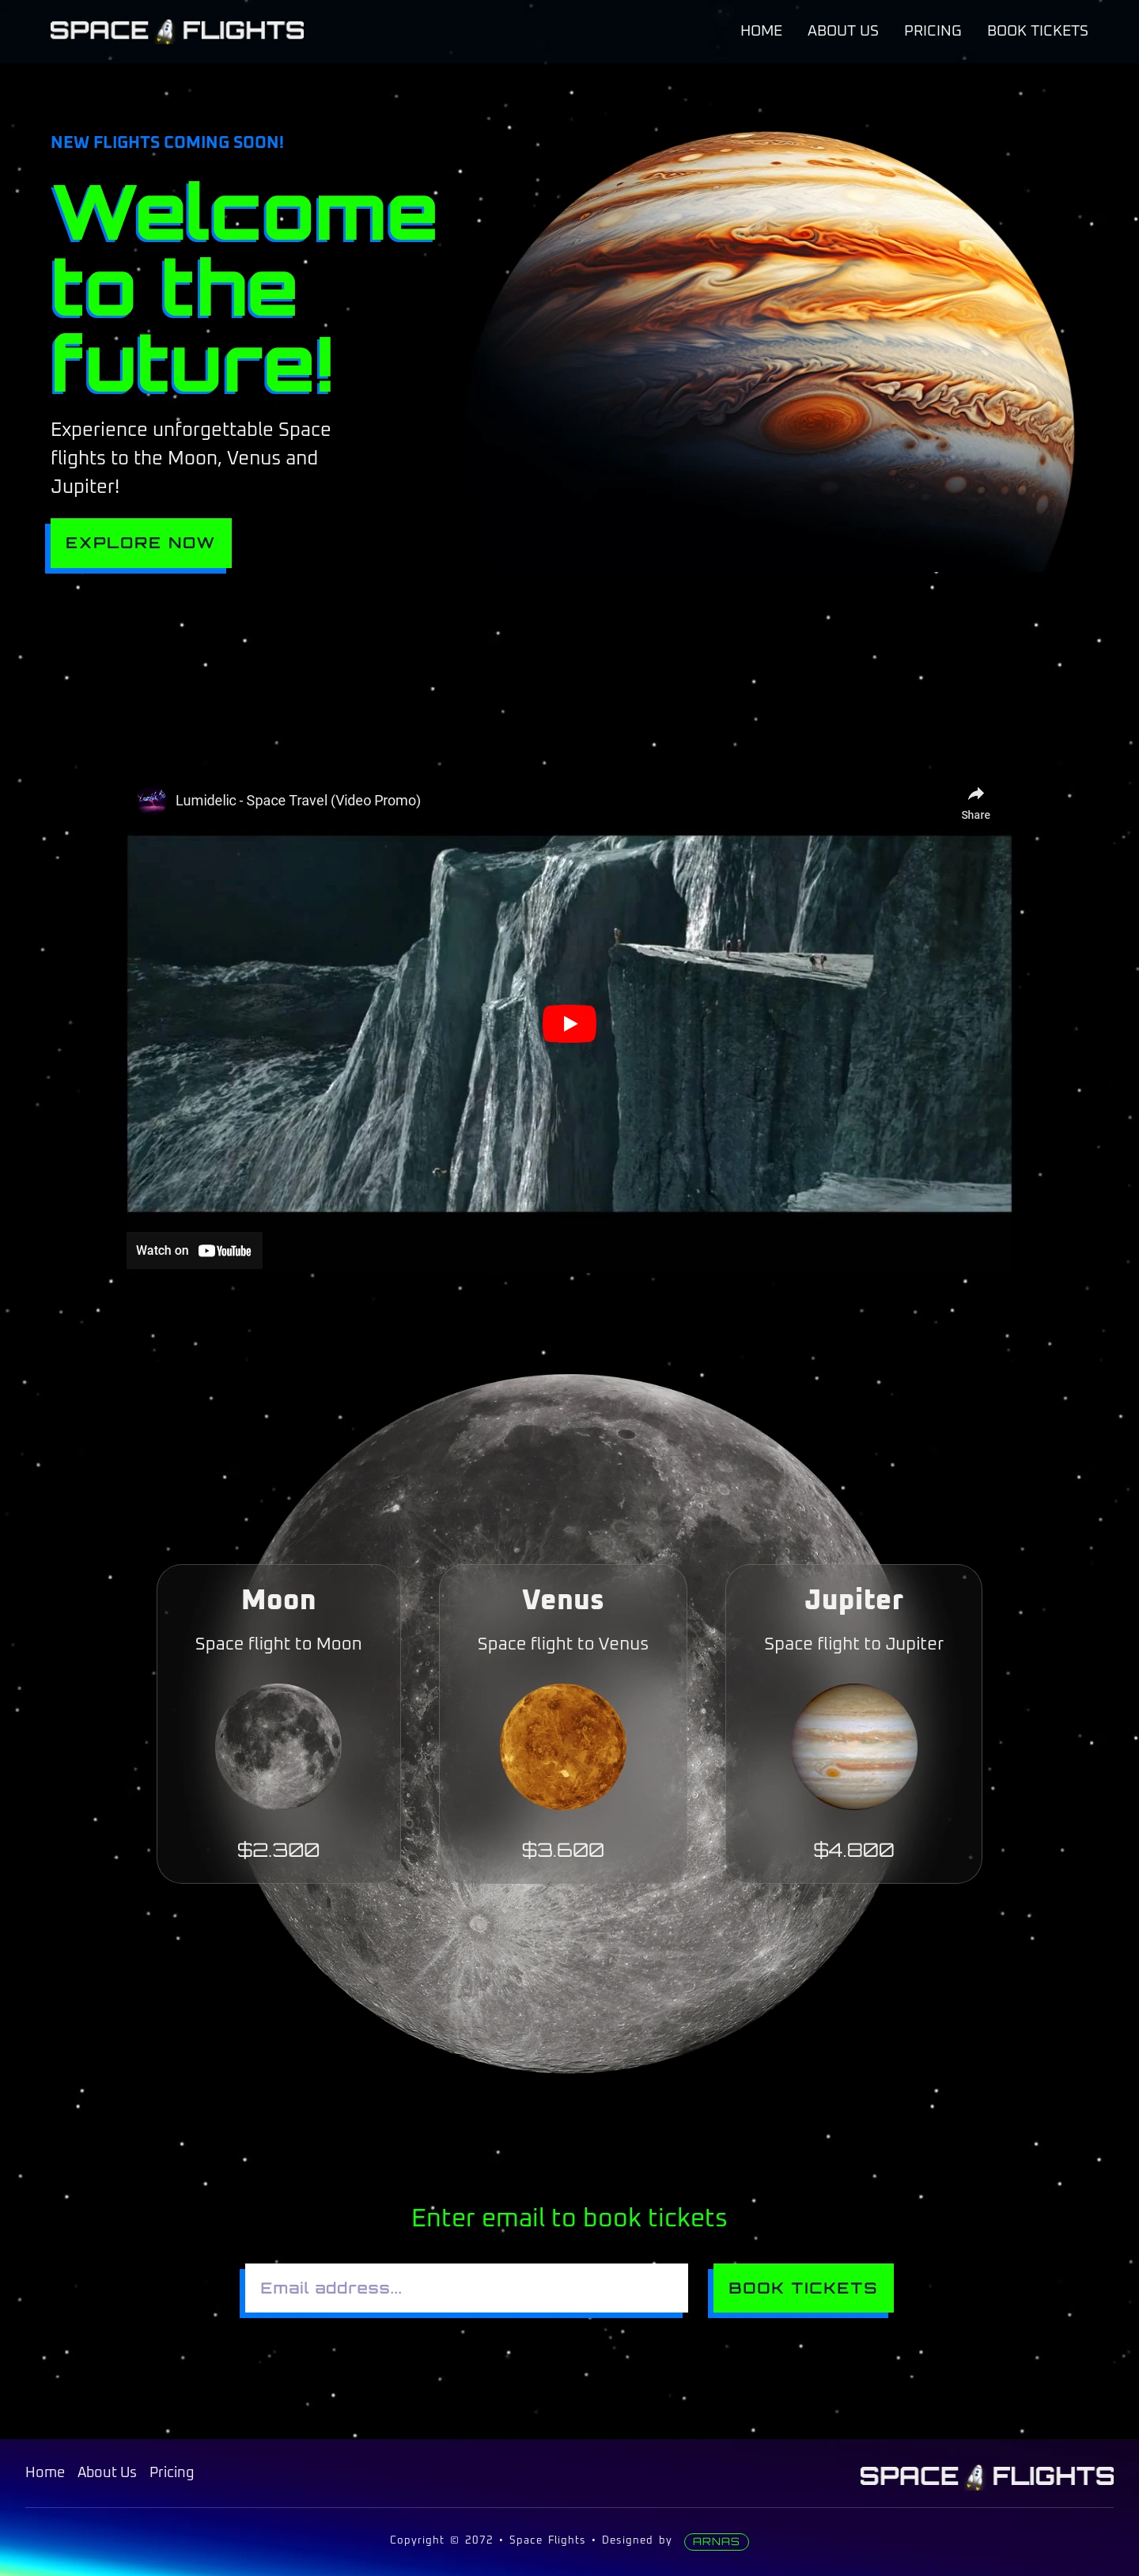 SPACE FLIGHTS
HOME ABOUT US PRICING BOOK TICKETS
NEW FLIGHTS COMING SOON!
Welcome
to the
future!
Experience unforgettable Space
flights to the Moon, Venus and
Jupiter!
EXPLORE NOW
Lumidelic - Space Travel (Video Promo)
Share
Watch on YouTube
Moon
Space flight to Moon
$2.300
Venus
Space flight to Venus
$3.600
Jupiter
Space flight to Jupiter
$4.800
Enter email to book tickets
Email address...
BOOK TICKETS
Home About Us Pricing
SPACE FLIGHTS
Copyright © 2072 • Space Flights • Designed by ARNAS